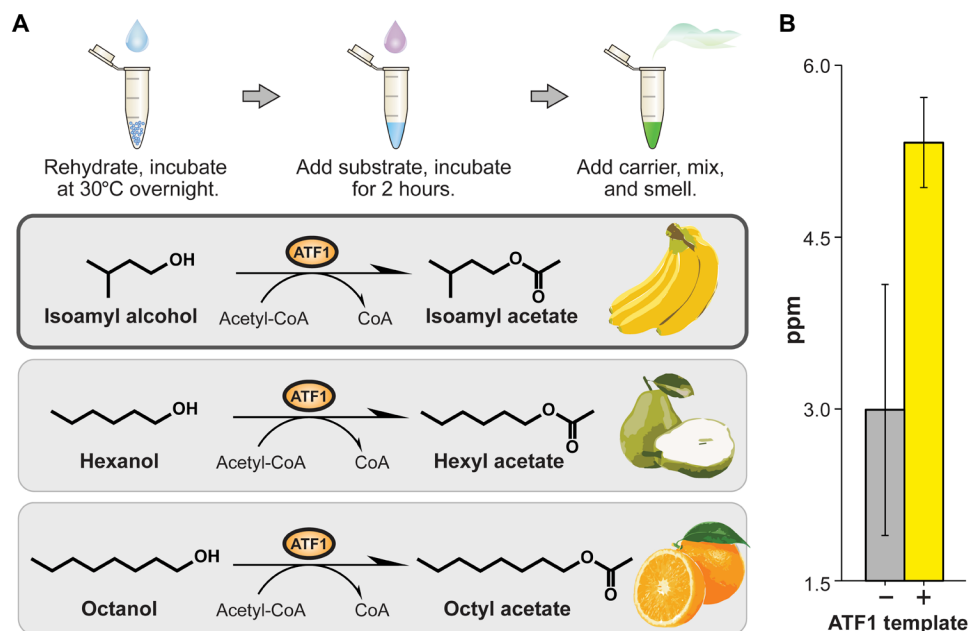 A
Rehydrate, incubate
at 30°C overnight.
Add substrate, incubate
for 2 hours.
Add carrier, mix,
and smell.
OH
ATF1
O
O
Isoamyl alcohol
Acetyl-CoA
CoA
Isoamyl acetate
OH
ATF1
O
O
Hexanol
Acetyl-CoA
CoA
Hexyl acetate
OH
ATF1
O
O
Octanol
Acetyl-CoA
CoA
Octyl acetate
B
6.0
4.5
3.0
1.5
ppm
− +
ATF1 template